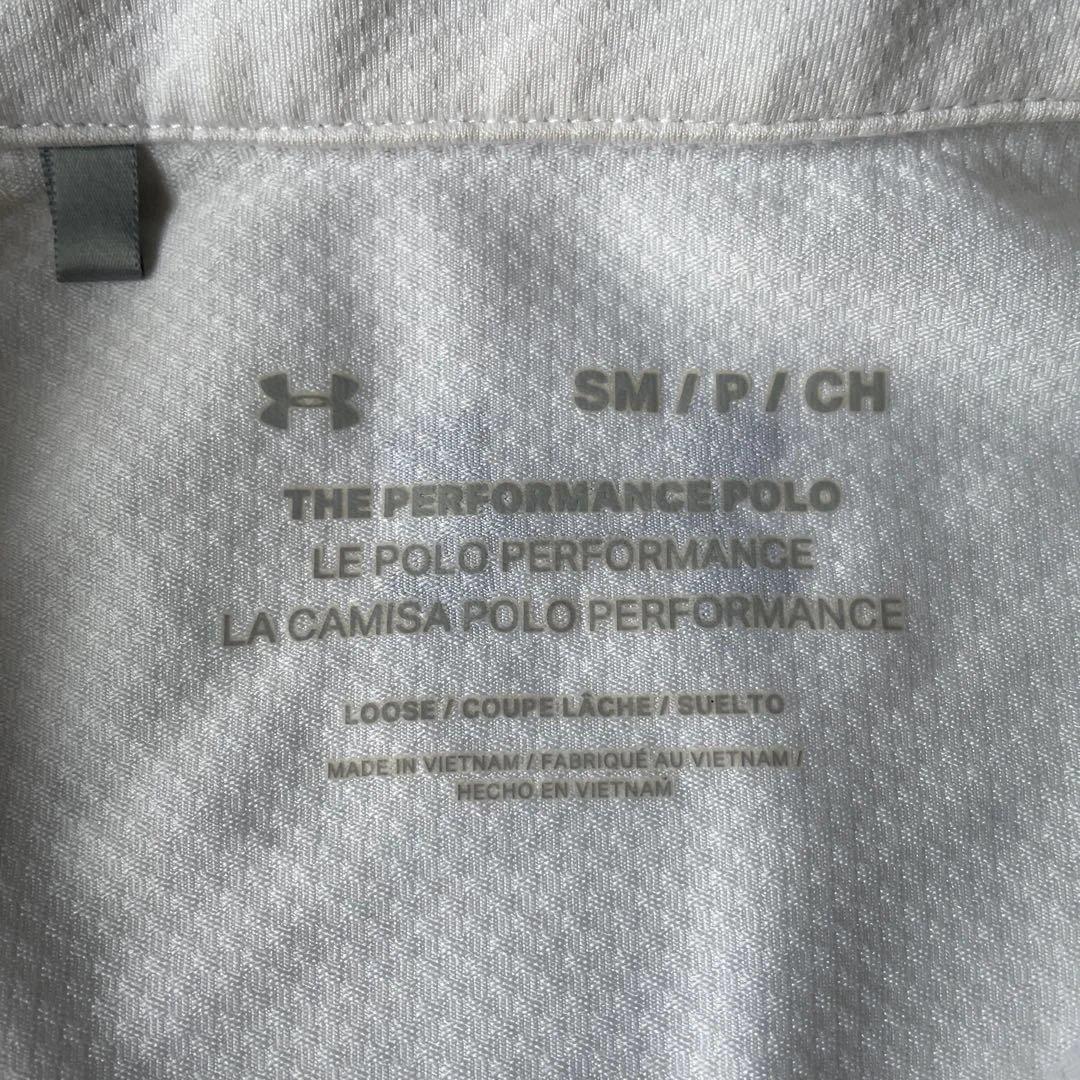 SM / P / CH
THE PERFORMANCE POLO
LE POLO PERFORMANCE
LA CAMISA POLO PERFORMANCE
LOOSE / COUPE LÂCHE / SUELTO
MADE IN VIETNAM / FABRIQUÉ AU VIETNAM /
HECHO EN VIETNAM